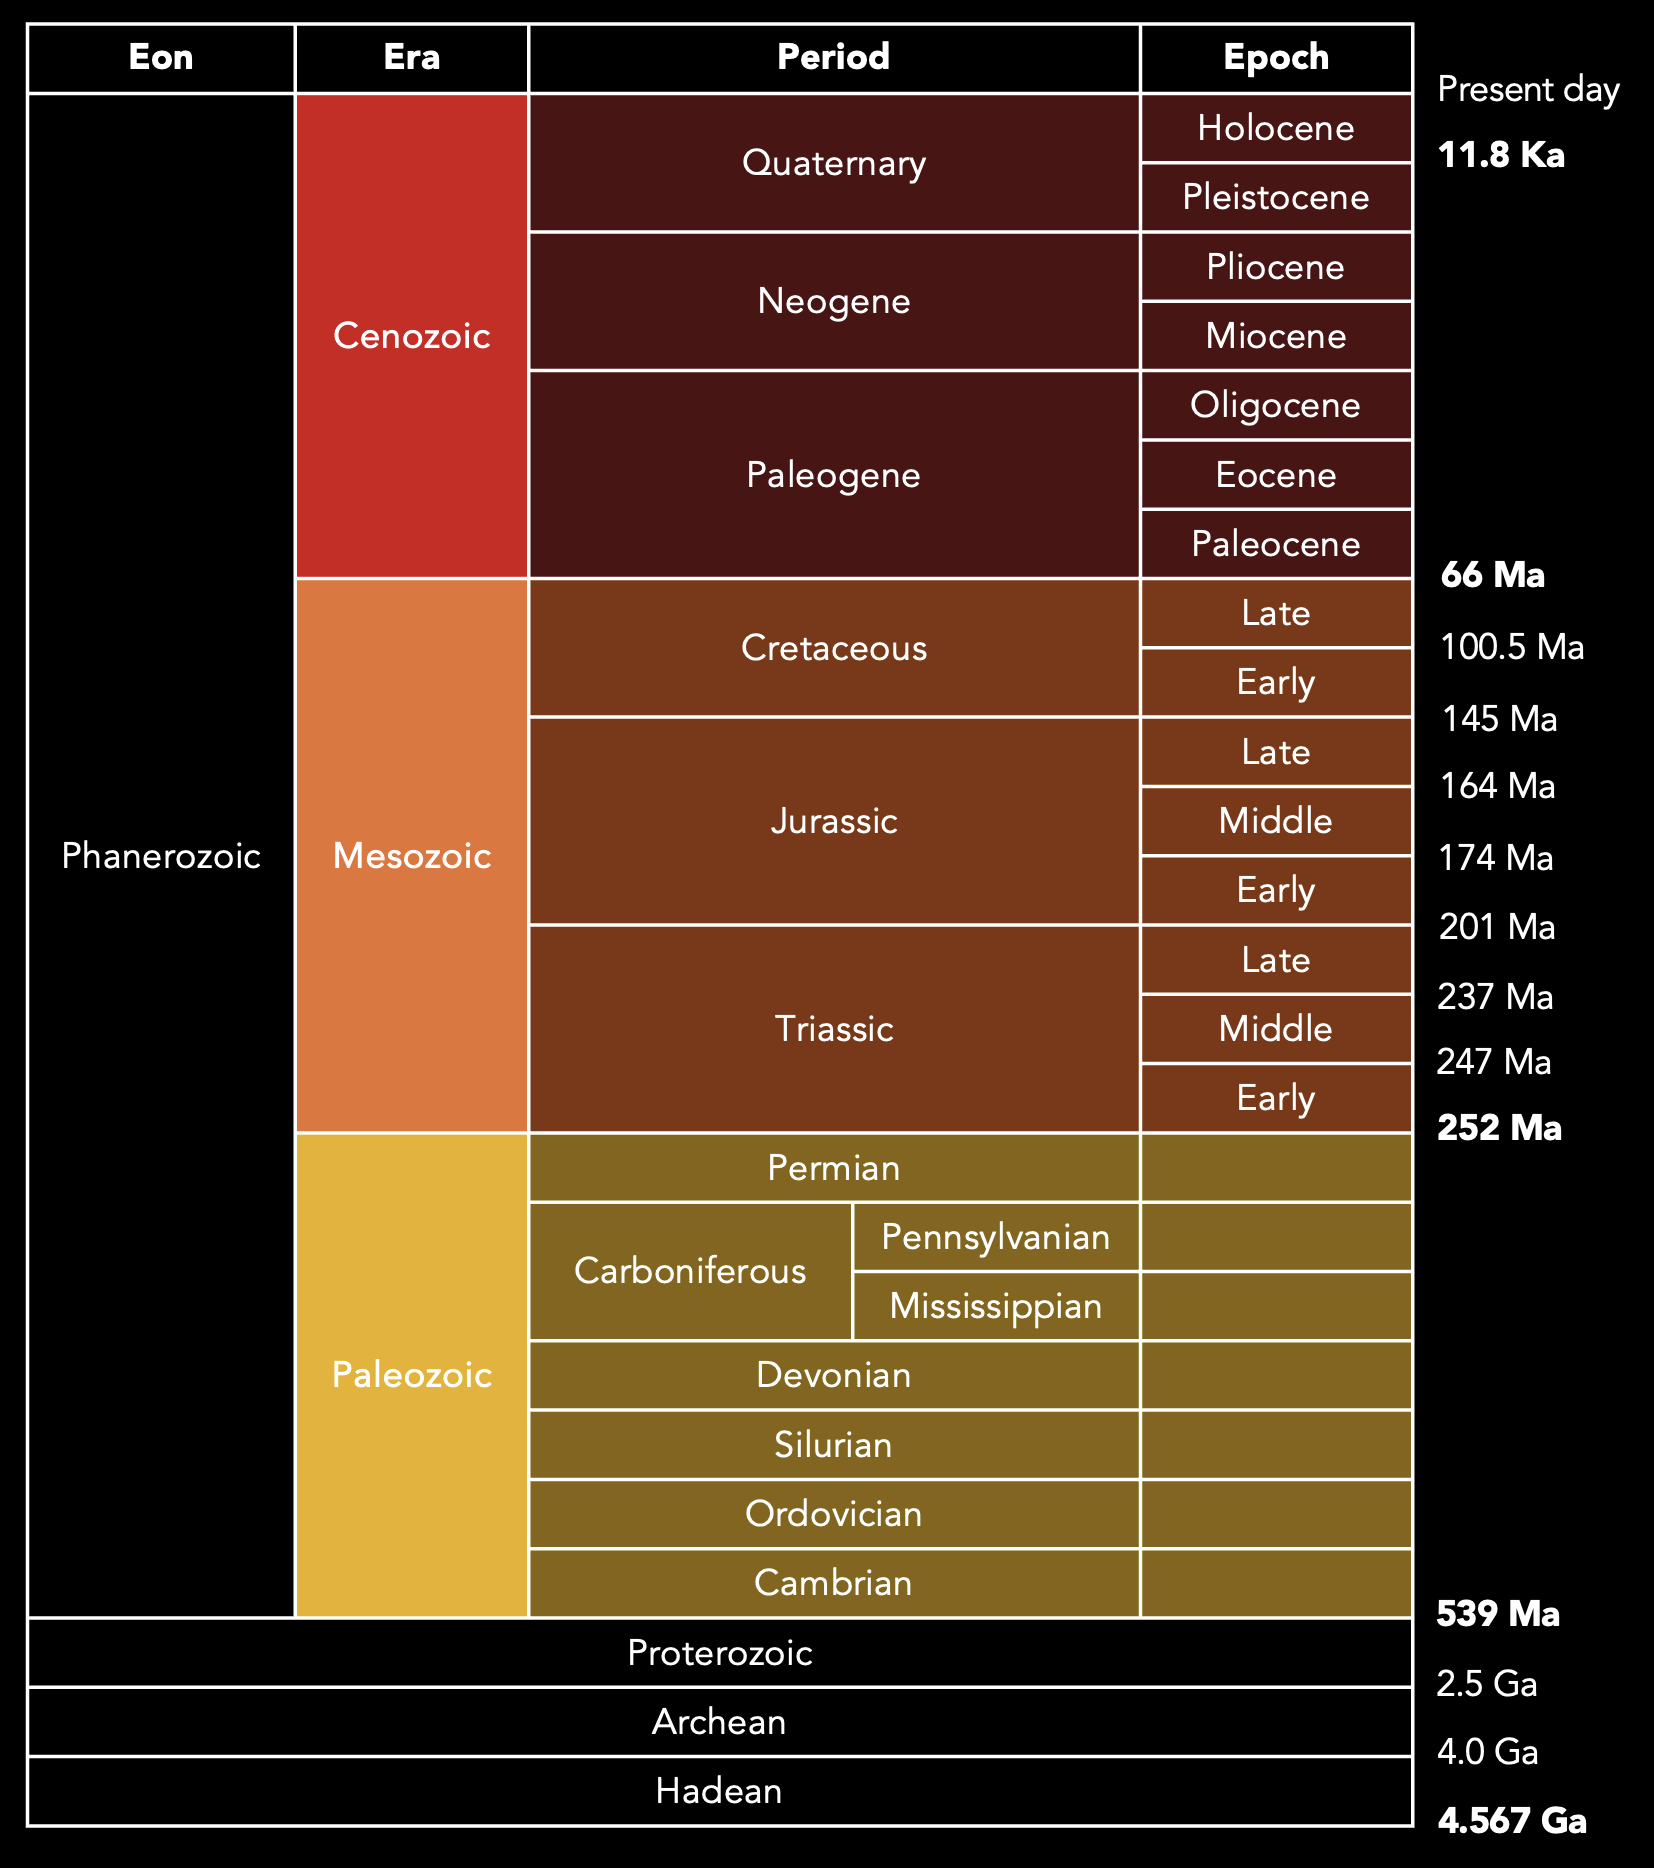 Eon Era Period Epoch
Present day
Holocene
11.8 Ka
Quaternary
Pleistocene
Pliocene
Neogene
Miocene
Cenozoic
Oligocene
Paleogene
Eocene
Paleocene
66 Ma
Late
Cretaceous
100.5 Ma
Early
145 Ma
Late
164 Ma
Jurassic
Middle
174 Ma
Phanerozoic
Mesozoic
Early
201 Ma
Late
237 Ma
Triassic
Middle
247 Ma
Early
252 Ma
Permian
Pennsylvanian
Carboniferous
Mississippian
Paleozoic
Devonian
Silurian
Ordovician
Cambrian
539 Ma
Proterozoic
2.5 Ga
Archean
4.0 Ga
Hadean
4.567 Ga